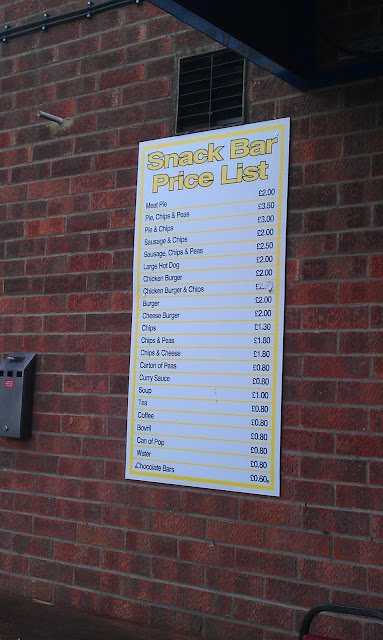 Snack Bar
Price List
Meat Pie £2.00
Pie, Chips & Peas £3.50
Pie & Chips £3.00
Sausage & Chips £2.00
Sausage, Chips & Peas £2.50
Large Hot Dog £2.00
Chicken Burger £2.00
Chicken Burger & Chips
Burger £2.00
Cheese Burger £2.00
Chips £1.30
Chips & Peas £1.80
Chips & Cheese £1.80
Carton of Peas £0.80
Curry Sauce £0.80
Soup £1.00
Tea £0.80
Coffee £0.80
Bovril £0.80
Can of Pop £0.80
Water £0.80
Chocolate Bars £0.60